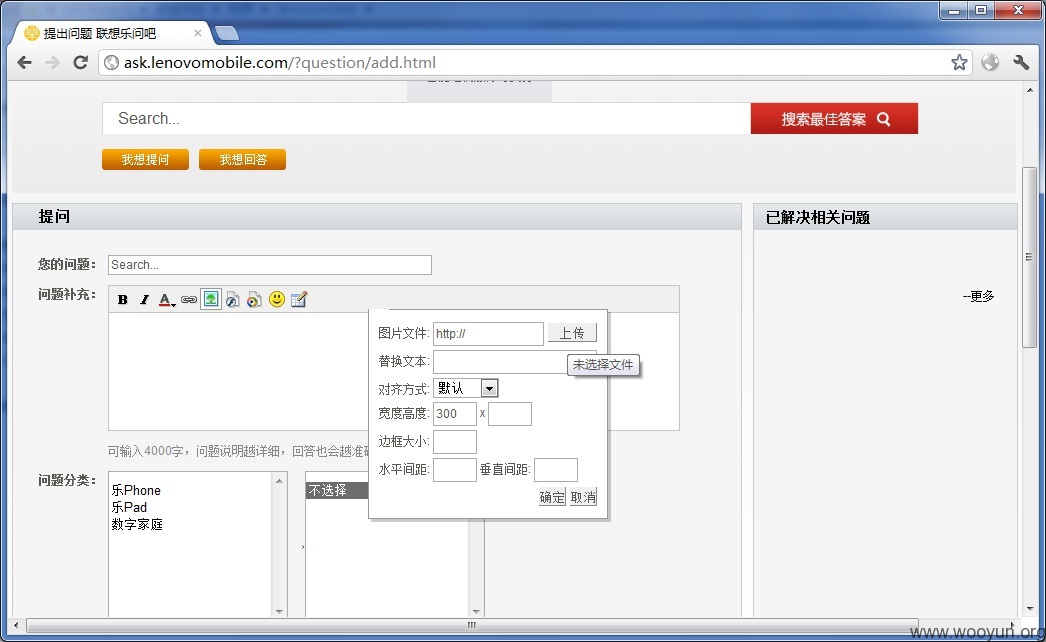 提出问题 联想乐问吧
ask.lenovomobile.com/?question/add.html
Search...
搜索最佳答案
我想提问
我想回答
提问
已解决相关问题
您的问题：
Search...
问题补充：
B I A
--更多
图片文件: http:// 上传
替换文本:
未选择文件
对齐方式: 默认
宽度高度: 300 x
边框大小:
水平间距: 垂直间距:
确定 取消
可输入4000字，问题说明越详细，回答也会越准
问题分类：
乐Phone
乐Pad
数字家庭
不选择
www.wooyun.org